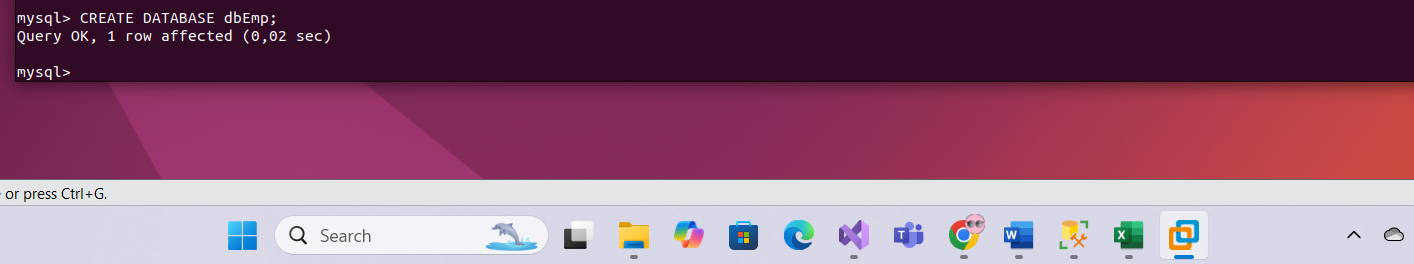 mysql> CREATE DATABASE dbEmp;
Query OK, 1 row affected (0,02 sec)
mysql>
or press Ctrl+G.
Search